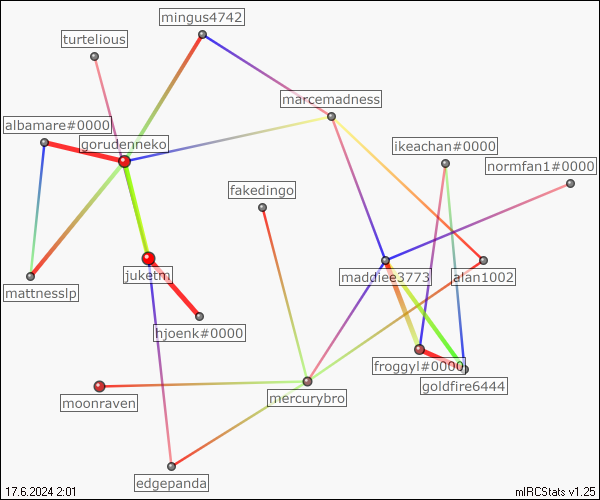 mingus4742
turtelious
marcemadness
albamare#0000
gorudenneko
ikeachan#0000
normfan1#0000
fakedingo
juketm
maddiee3773
alan1002
mattnesslp
hjoenk#0000
froggyl#0000
goldfire6444
moonraven
mercurybro
edgepanda
17.6.2024 2:01
mIRCStats v1.25